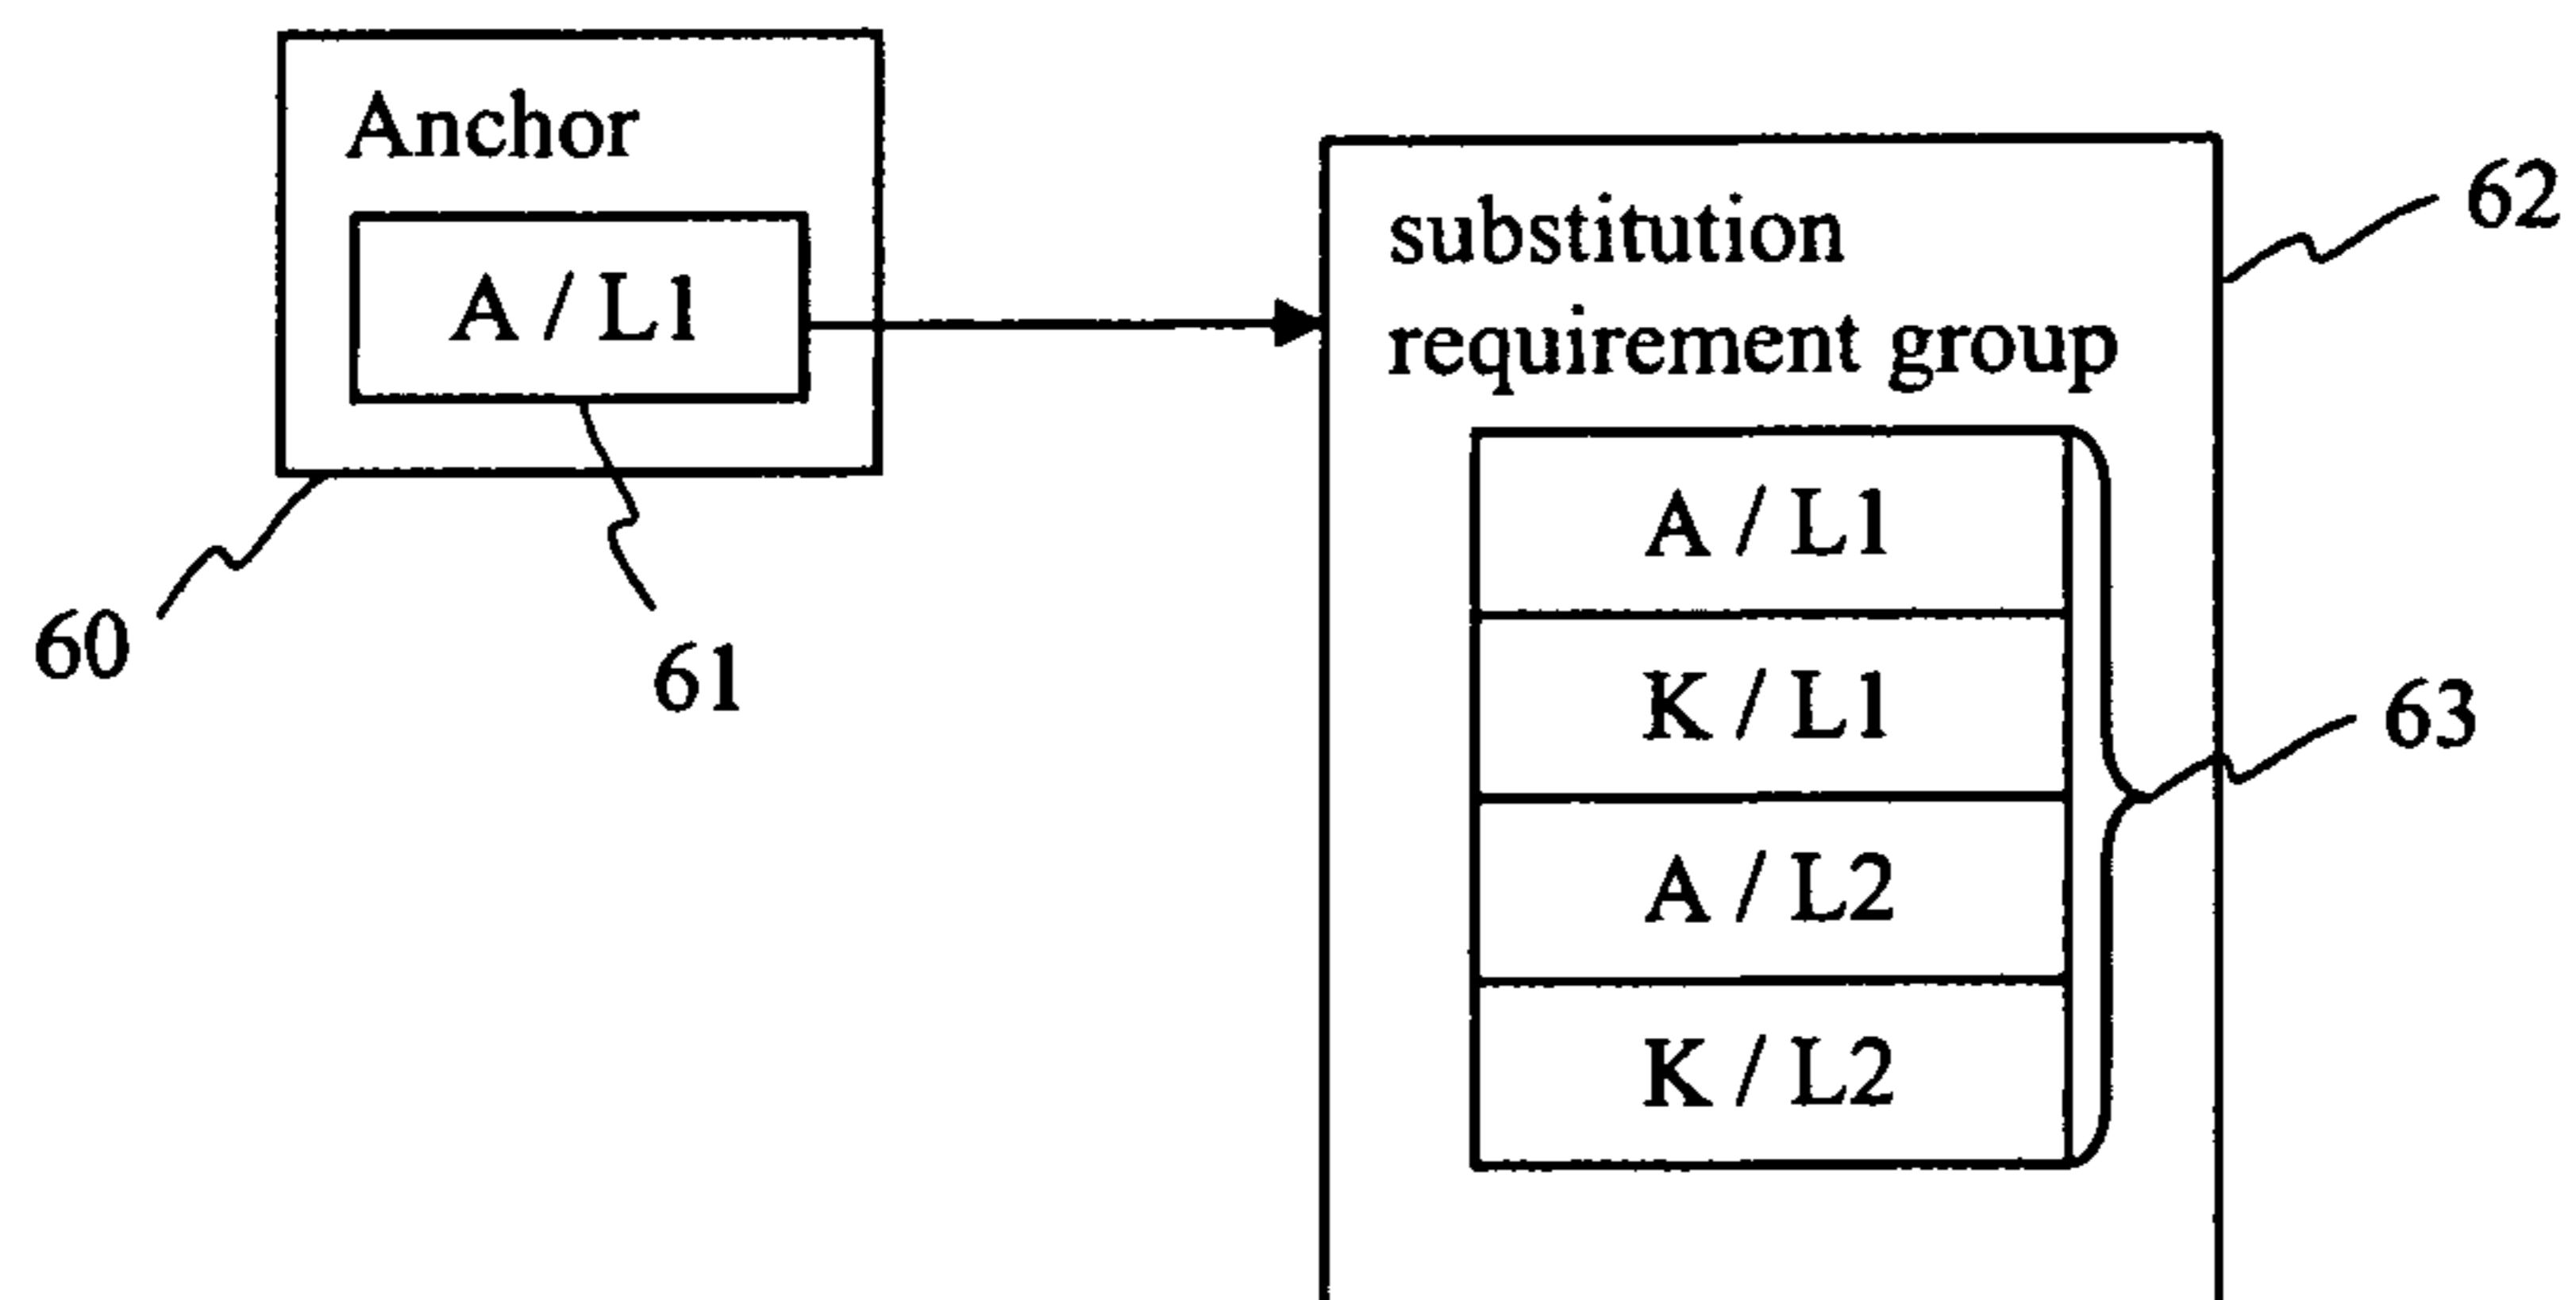 Anchor
A / L1
60
61
substitution
requirement group
A / L1
K / L1
A / L2
K / L2
62
63